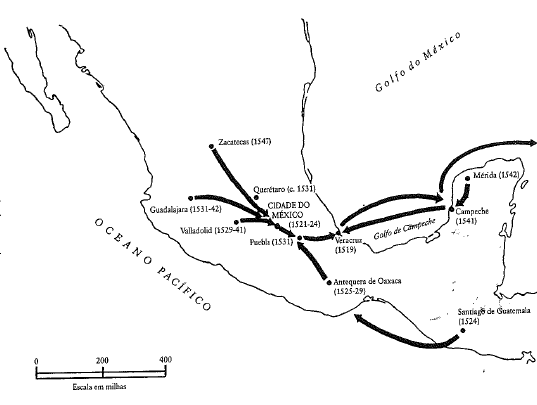 Golfo do México
Zacatecas (1547)
Querétaro (c. 1531)
CIDADE DO
MÉXICO
(1521-24)
Guadalajara (1531-42)
Valladolid (1529-41)
Puebla (1531)
Veracruz
(1519)
Golfo de Campeche
Mérida (1542)
Campeche
(1541)
Antequera de Oaxaca
(1525-29)
Santiago de Guatemala
(1524)
OCEANO PACÍFICO
0 200 400
Escala em milhas